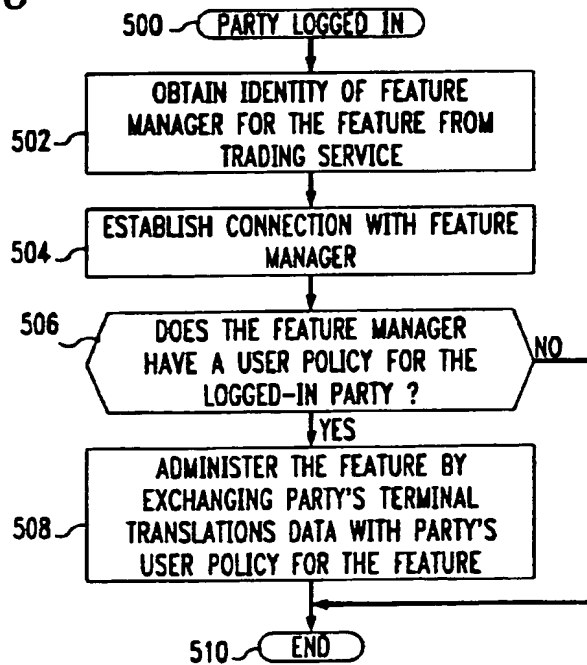 500 PARTY LOGGED IN
502 OBTAIN IDENTITY OF FEATURE
MANAGER FOR THE FEATURE FROM
TRADING SERVICE
504 ESTABLISH CONNECTION WITH FEATURE
MANAGER
506 DOES THE FEATURE MANAGER
HAVE A USER POLICY FOR THE
LOGGED-IN PARTY ?
NO
YES
508 ADMINISTER THE FEATURE BY
EXCHANGING PARTY'S TERMINAL
TRANSLATIONS DATA WITH PARTY'S
USER POLICY FOR THE FEATURE
510 END